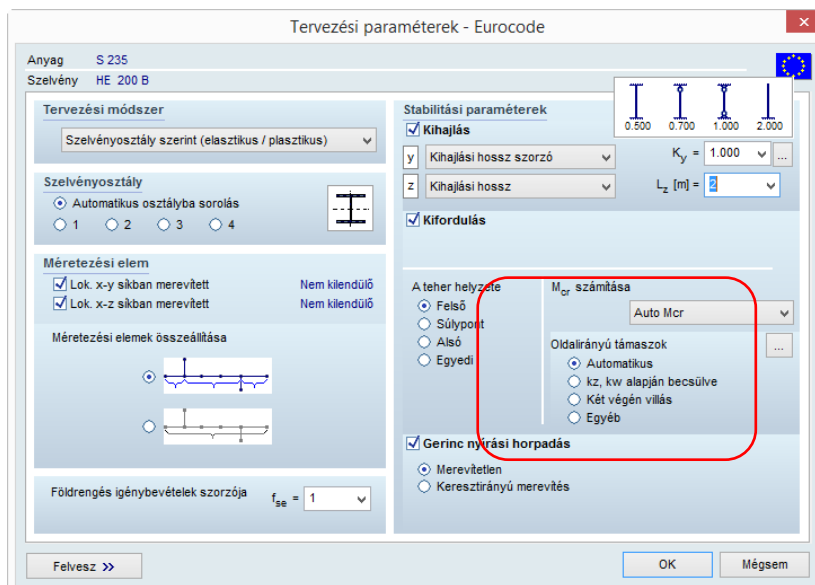 Tervezési paraméterek - Eurocode
×
Anyag S 235
Szelvény HE 200 B
Tervezési módszer
Szelvényosztály szerint (elasztikus / plasztikus)
Szelvényosztály
Automatikus osztályba sorolás
1 2 3 4
Méretezési elem
Lok. x-y síkban merevített Nem kilendülő
Lok. x-z síkban merevített Nem kilendülő
Méretezési elemek összeállítása
Földrengés igénybevételek szorzója fse = 1
Stabilitási paraméterek
0.500 0.700 1.000 2.000
Kihajlás
y Kihajlási hossz szorzó Ky = 1.000 ...
z Kihajlási hossz Lz [m] = 2
Kifordulás
A teher helyzete
Felső
Súlypont
Alsó
Egyedi
Mcr számítása
Auto Mcr
Oldalirányú támaszok ...
Automatikus
kz, kw alapján becsülve
Két végén villás
Egyéb
Gerinc nyírási horpadás
Merevítetlen
Keresztirányú merevítés
Felvesz >> OK Mégsem